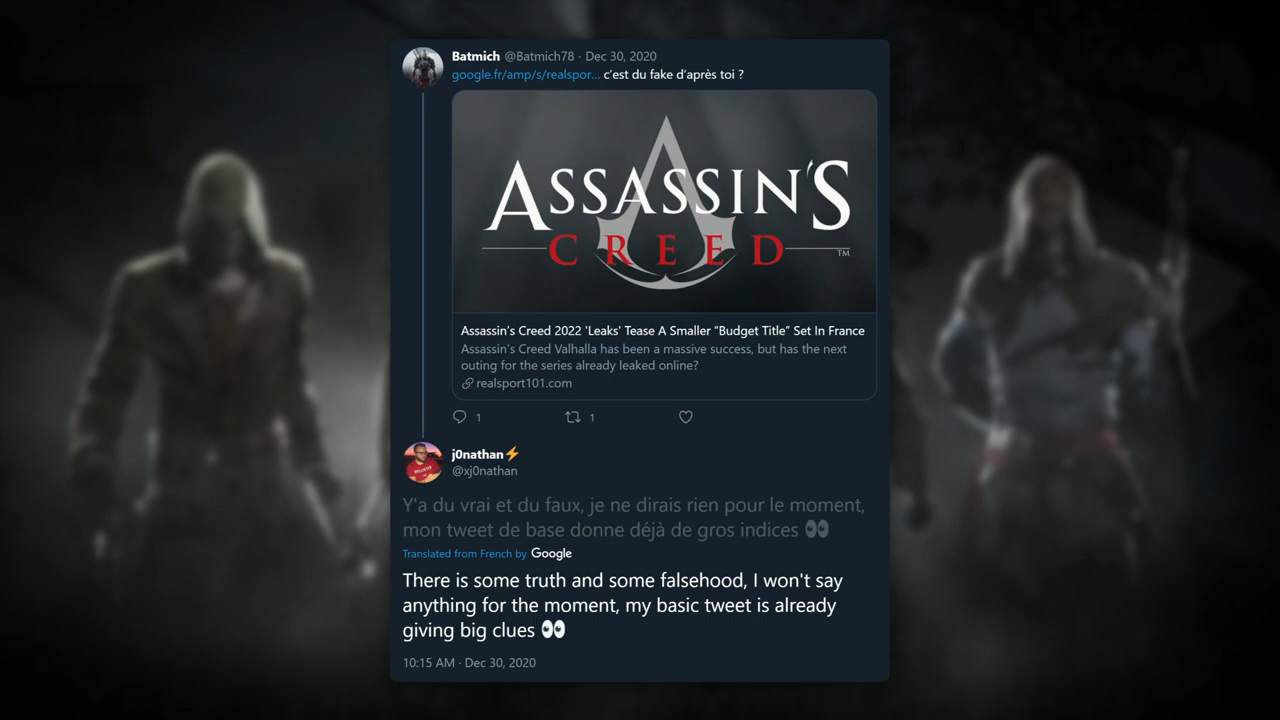 Batmich @Batmich78 · Dec 30, 2020
google.fr/amp/s/realspor... c'est du fake d'après toi ?
ASSASSIN'S
CREED
TM
Assassin's Creed 2022 'Leaks' Tease A Smaller “Budget Title” Set In France
Assassin's Creed Valhalla has been a massive success, but has the next
outing for the series already leaked online?
realsport101.com
1 1
j0nathan⚡
@xj0nathan
Y'a du vrai et du faux, je ne dirais rien pour le moment,
mon tweet de base donne déjà de gros indices 👀
Translated from French by Google
There is some truth and some falsehood, I won't say
anything for the moment, my basic tweet is already
giving big clues 👀
10:15 AM · Dec 30, 2020